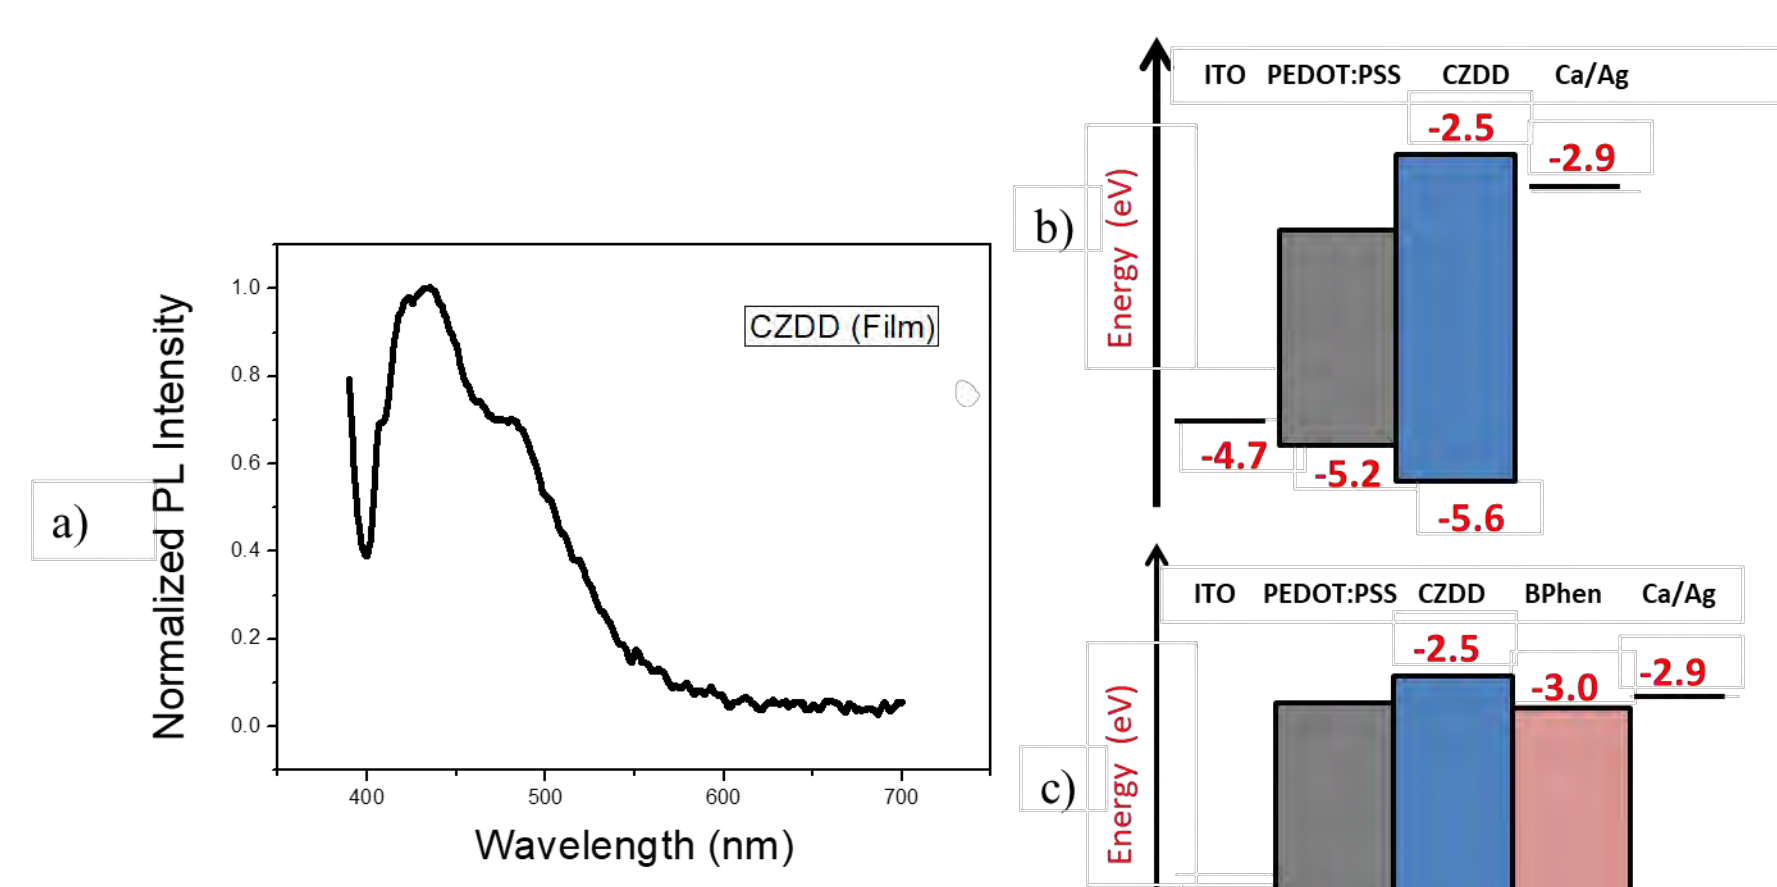 a)
Normalized PL Intensity
1.0
0.8
0.6
0.4
0.2
0.0
CZDD (Film)
400 500 600 700
Wavelength (nm)
b)
Energy (eV)
ITO PEDOT:PSS CZDD Ca/Ag
-2.5
-2.9
-4.7
-5.2
-5.6
c)
Energy (eV)
ITO PEDOT:PSS CZDD BPhen Ca/Ag
-2.5
-3.0
-2.9